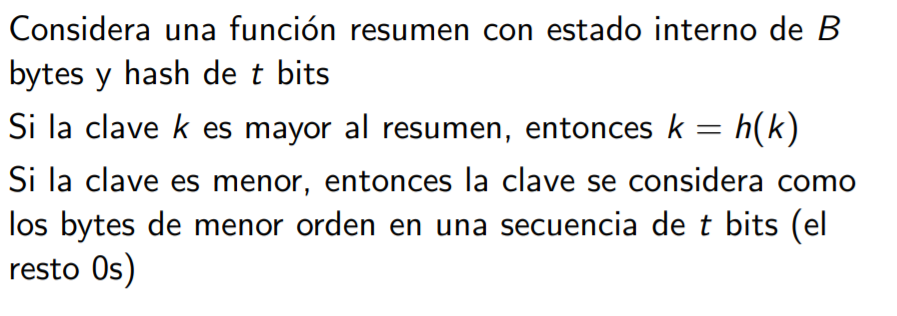 Considera una función resumen con estado interno de B
bytes y hash de t bits
Si la clave k es mayor al resumen, entonces k = h(k)
Si la clave es menor, entonces la clave se considera como
los bytes de menor orden en una secuencia de t bits (el
resto 0s)